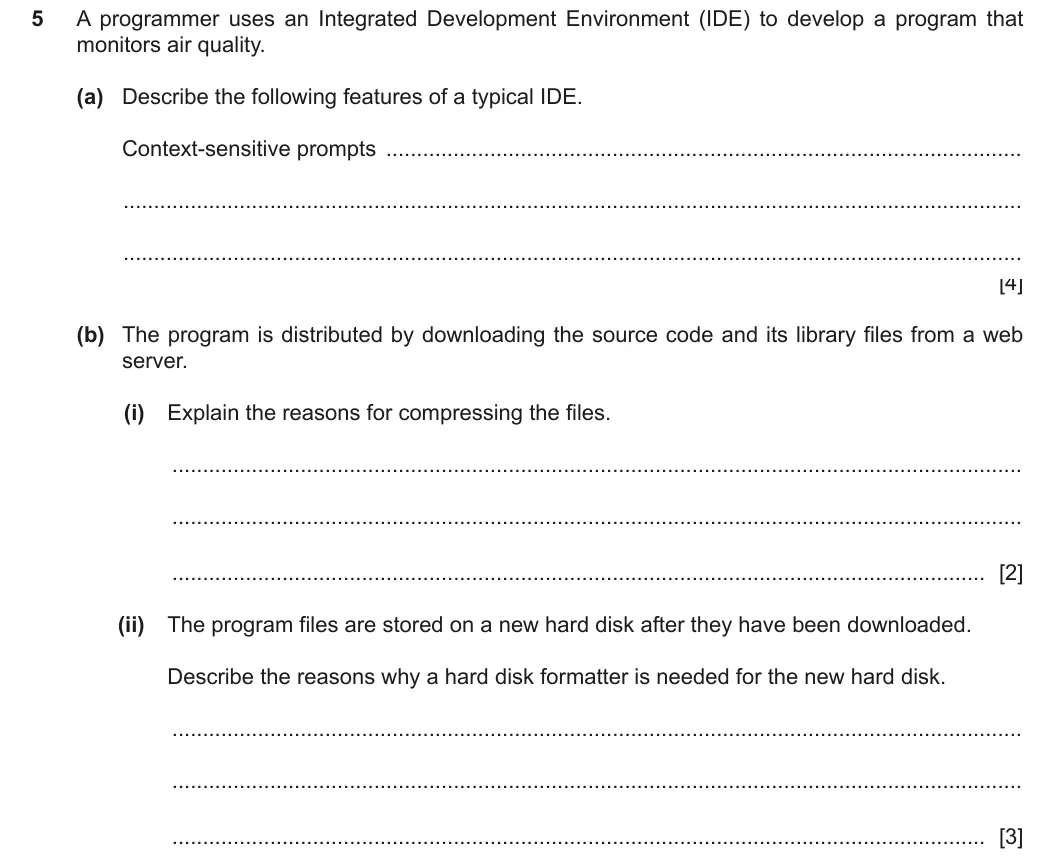 5 A programmer uses an Integrated Development Environment (IDE) to develop a program that
monitors air quality.
(a) Describe the following features of a typical IDE.
Context-sensitive prompts ..........................................................................................................
......................................................................................................................................................
......................................................................................................................................................
[4]
(b) The program is distributed by downloading the source code and its library files from a web
server.
(i) Explain the reasons for compressing the files.
..............................................................................................................................................
..............................................................................................................................................
....................................................................................................................................... [2]
(ii) The program files are stored on a new hard disk after they have been downloaded.
Describe the reasons why a hard disk formatter is needed for the new hard disk.
..............................................................................................................................................
..............................................................................................................................................
....................................................................................................................................... [3]